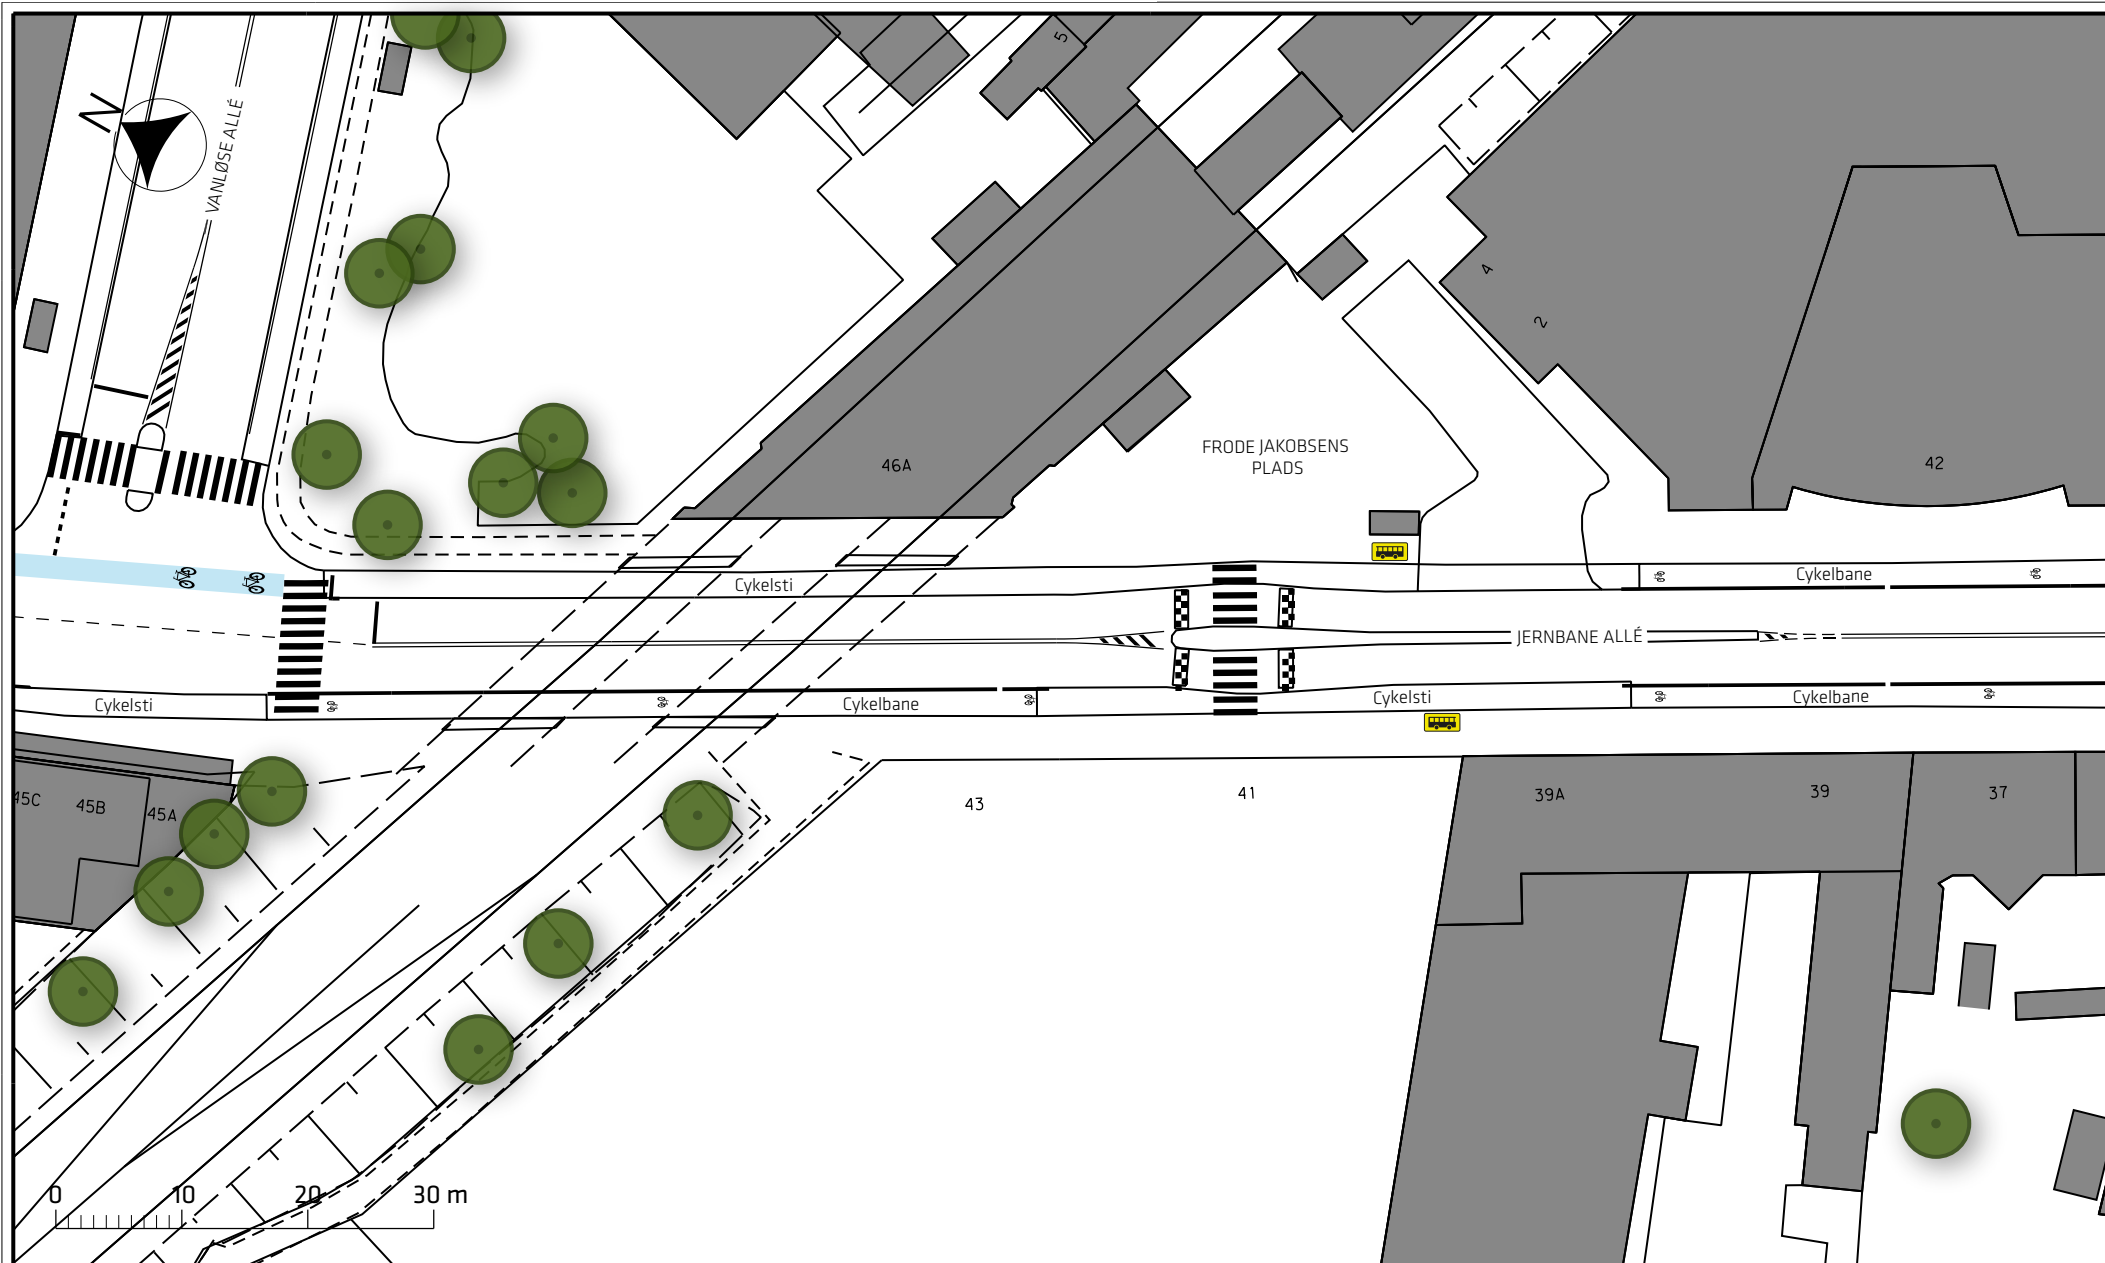 5
N
VANLØSE ALLÉ
4
2
FRODE JAKOBSENS
PLADS
46A
42
Cykelsti
Cykelbane
JERNBANE ALLÉ
Cykelsti
Cykelbane
Cykelsti
Cykelbane
45C
45B
45A
43
41
39A
39
37
0
10
20
30 m